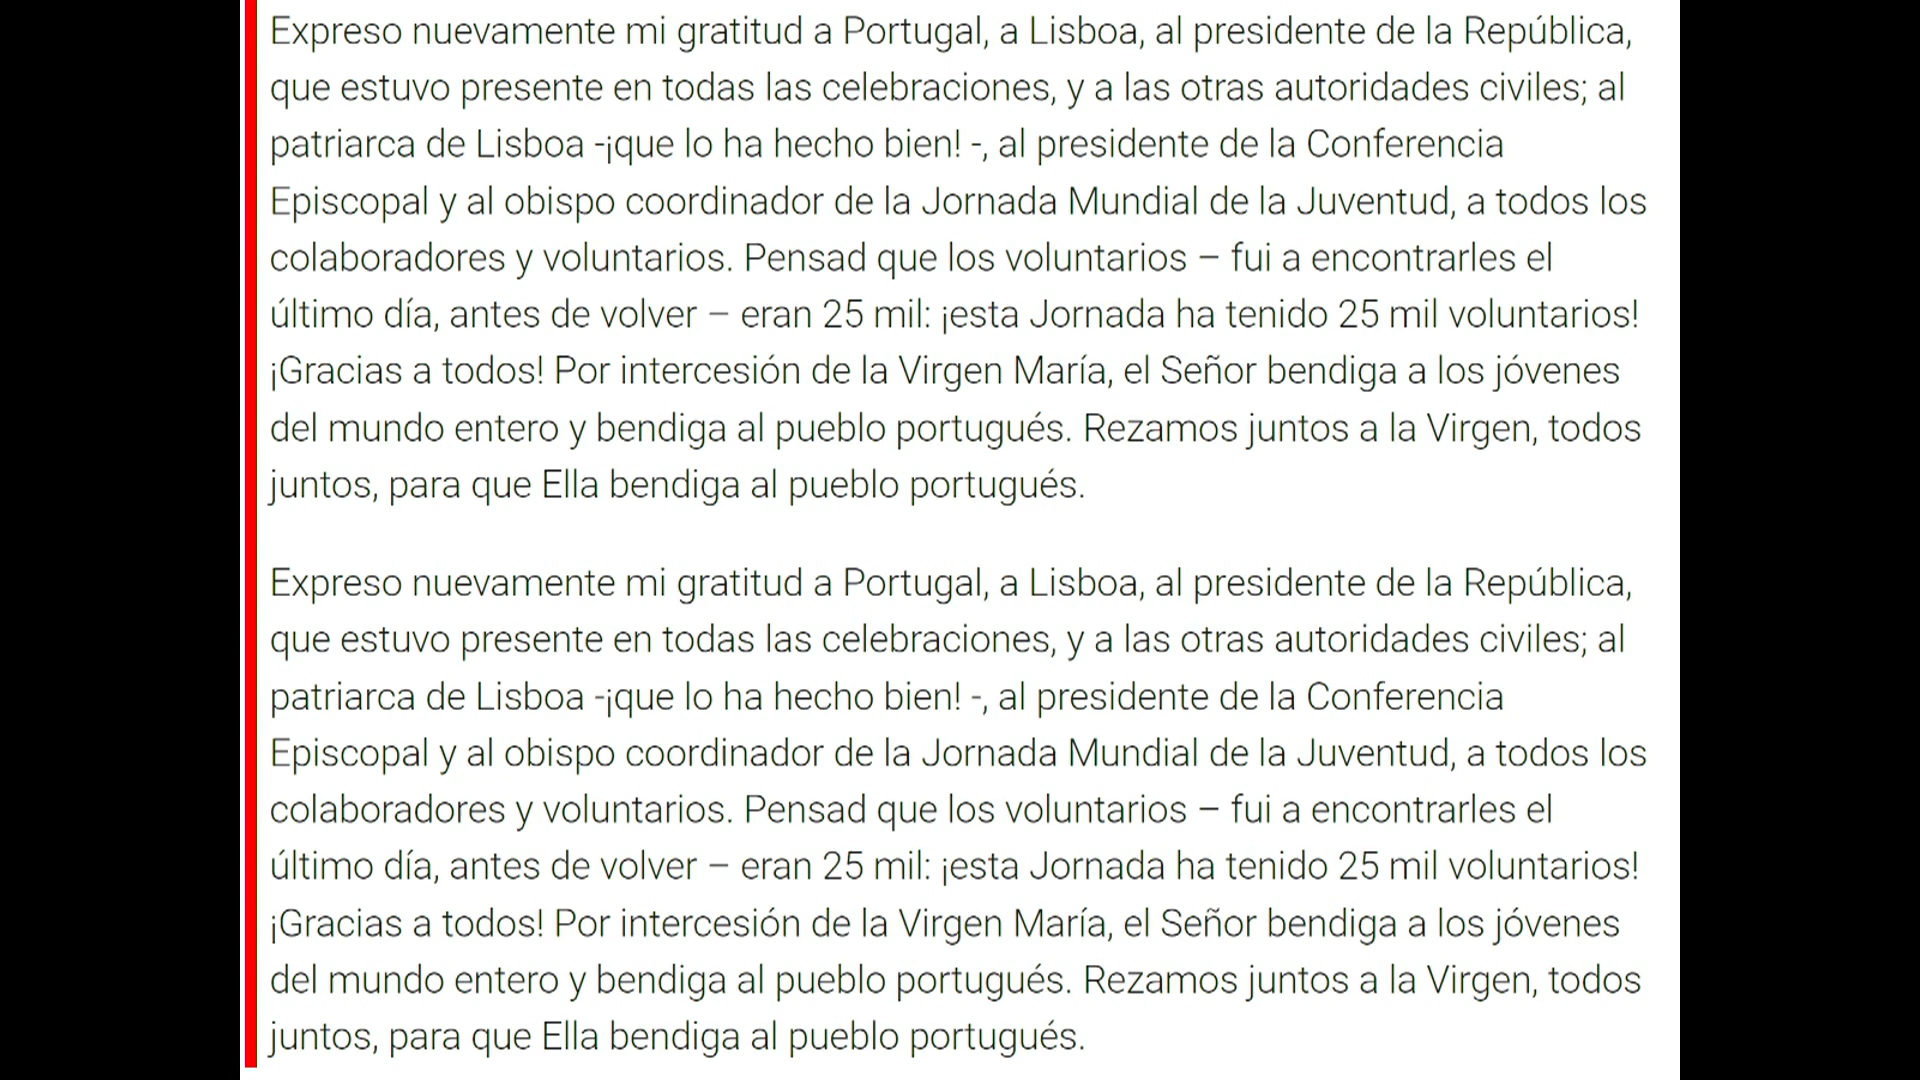 Expreso nuevamente mi gratitud a Portugal, a Lisboa, al presidente de la República,
que estuvo presente en todas las celebraciones, y a las otras autoridades civiles; al
patriarca de Lisboa -¡que lo ha hecho bien! -, al presidente de la Conferencia
Episcopal y al obispo coordinador de la Jornada Mundial de la Juventud, a todos los
colaboradores y voluntarios. Pensad que los voluntarios – fui a encontrarles el
último día, antes de volver – eran 25 mil: ¡esta Jornada ha tenido 25 mil voluntarios!
¡Gracias a todos! Por intercesión de la Virgen María, el Señor bendiga a los jóvenes
del mundo entero y bendiga al pueblo portugués. Rezamos juntos a la Virgen, todos
juntos, para que Ella bendiga al pueblo portugués.
Expreso nuevamente mi gratitud a Portugal, a Lisboa, al presidente de la República,
que estuvo presente en todas las celebraciones, y a las otras autoridades civiles; al
patriarca de Lisboa -¡que lo ha hecho bien! -, al presidente de la Conferencia
Episcopal y al obispo coordinador de la Jornada Mundial de la Juventud, a todos los
colaboradores y voluntarios. Pensad que los voluntarios – fui a encontrarles el
último día, antes de volver – eran 25 mil: ¡esta Jornada ha tenido 25 mil voluntarios!
¡Gracias a todos! Por intercesión de la Virgen María, el Señor bendiga a los jóvenes
del mundo entero y bendiga al pueblo portugués. Rezamos juntos a la Virgen, todos
juntos, para que Ella bendiga al pueblo portugués.